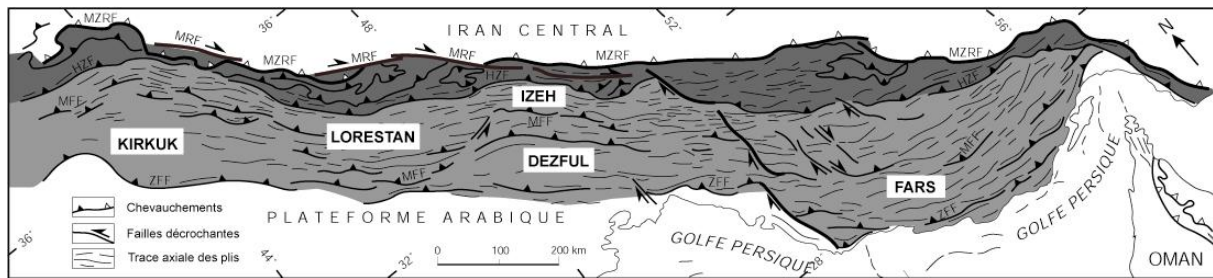 36°
48°
IRAN CENTRAL
52
56°
N
MZRF
MRF
MZRF
MRF
MRF
MZRF
MZRF
HZF
HZF
HZF
MFF
IZEH
MFF
KIRKUK
LORESTAN
DEZFUL
MFF
MFF
FARS
ZFF
ZFF
ZFF
Chevauchements
Failles décrochantes
Trace axiale des plis
PLATEFORME ARABIQUE
0 100 200 km
GOLFE PERSIQUE
GOLFE PERSIQUE
OMAN
36°
44°
32°
28°